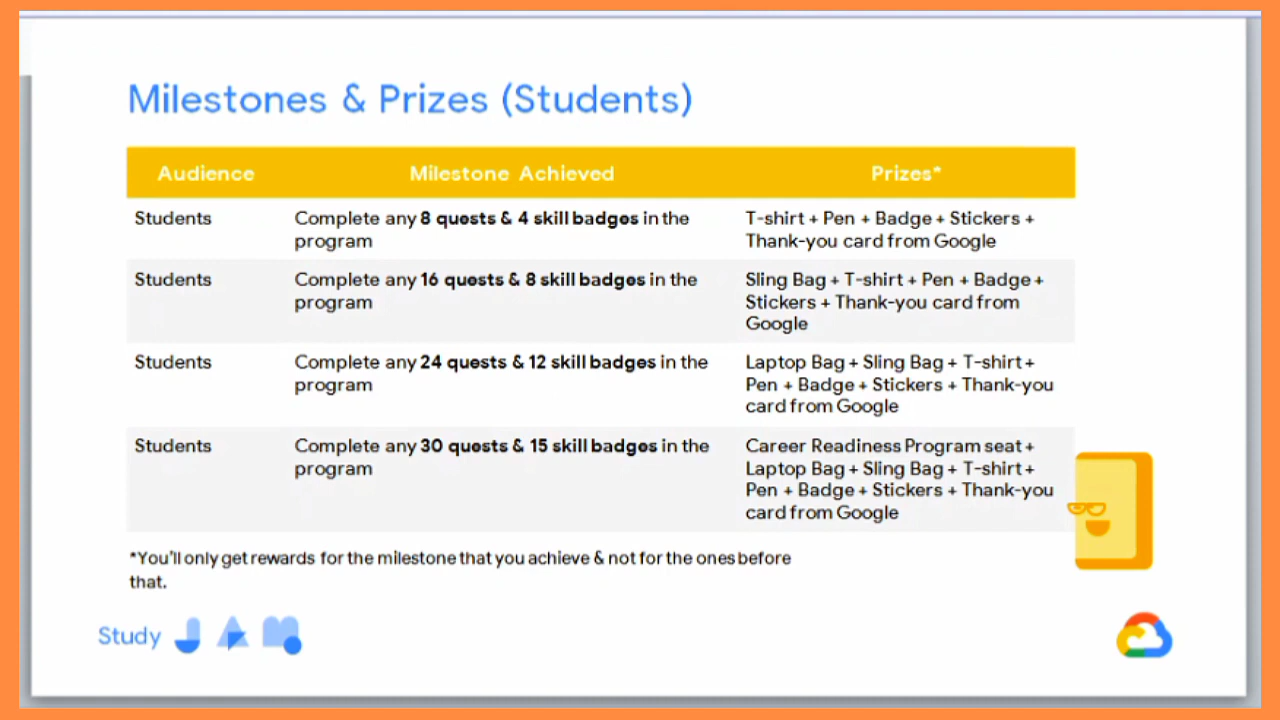 Milestones & Prizes (Students)
Audience Milestone Achieved Prizes*
Students
Complete any 8 quests & 4 skill badges in the
program
T-shirt + Pen + Badge + Stickers +
Thank-you card from Google
Students
Complete any 16 quests & 8 skill badges in the
program
Sling Bag + T-shirt + Pen + Badge +
Stickers + Thank-you card from
Google
Students
Complete any 24 quests & 12 skill badges in the
program
Laptop Bag + Sling Bag + T-shirt +
Pen + Badge + Stickers + Thank-you
card from Google
Students
Complete any 30 quests & 15 skill badges in the
program
Career Readiness Program seat +
Laptop Bag + Sling Bag + T-shirt +
Pen + Badge + Stickers + Thank-you
card from Google
*You'll only get rewards for the milestone that you achieve & not for the ones before
that.
Study JAM